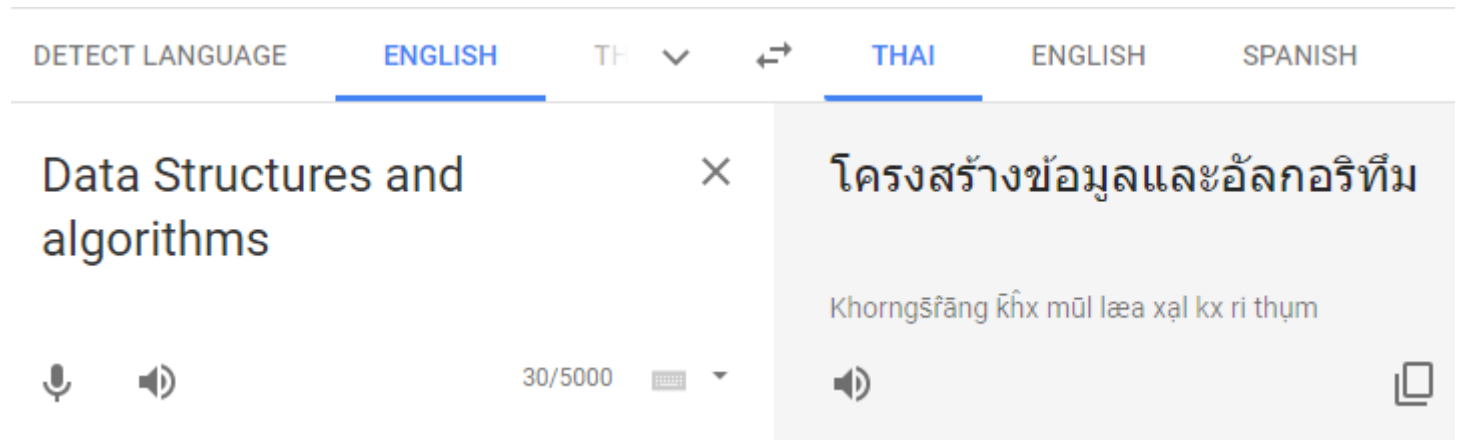 DETECT LANGUAGE ENGLISH TH THAI ENGLISH SPANISH
Data Structures and
algorithms
30/5000
โครงสร้างข้อมูลและอัลกอริทึม
Khorngs̄r̂āng k̄ĥx mūl læa xạl kx ri thụm